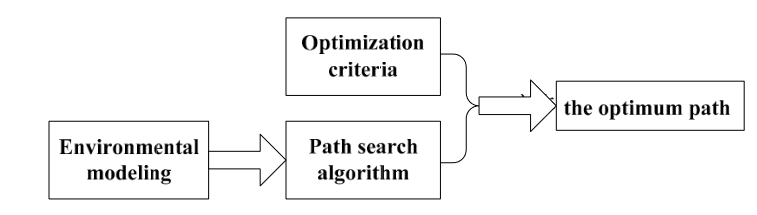 Optimization
criteria
the optimum path
Environmental
modeling
Path search
algorithm